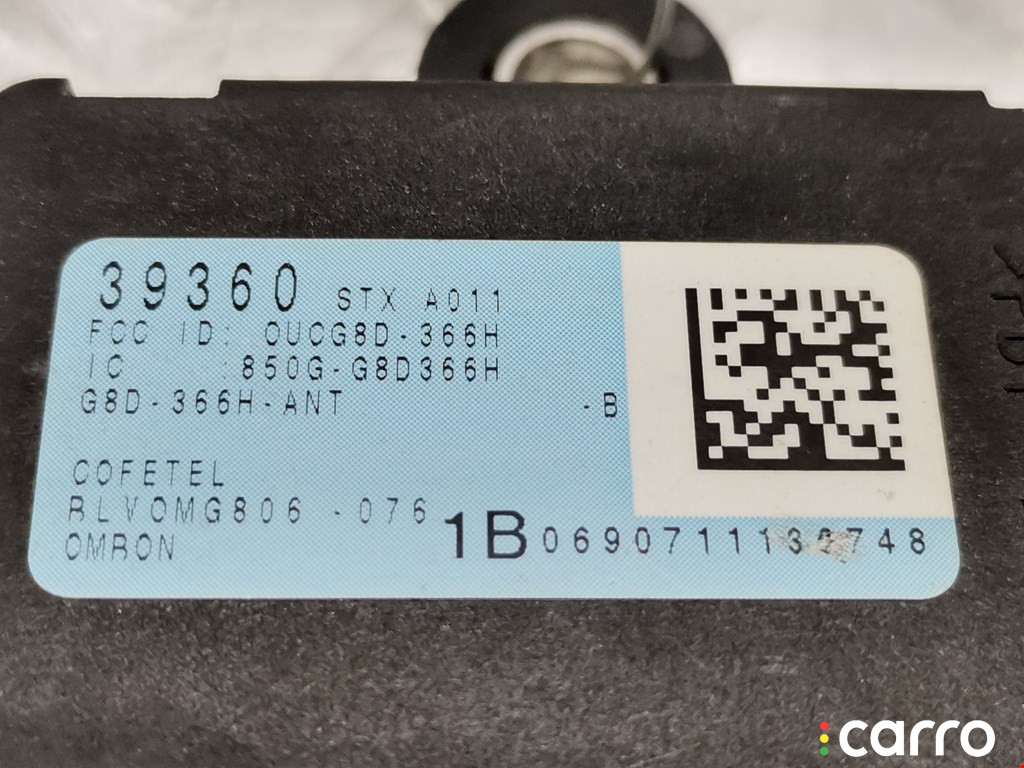 39360 STX A011
FCC ID: OUCG8D-366H
IC :850G-G8D366H
G8D-366H-ANT -B
COFETEL
RLVOMG806 -076
OMRON
1B
carro